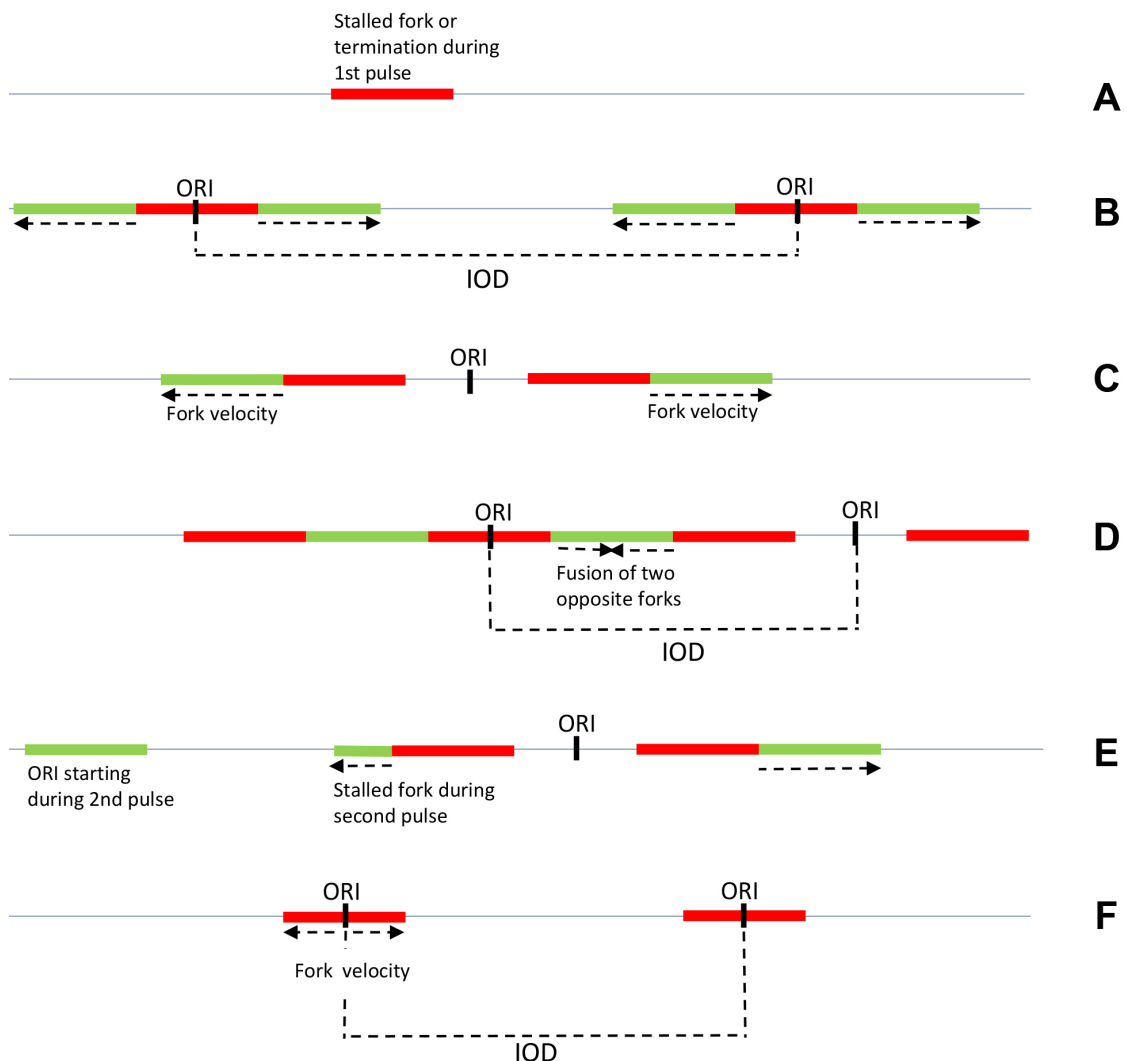 Stalled fork or
termination during
1st pulse
A
ORI
ORI
B
IOD
ORI
C
Fork velocity
Fork velocity
ORI
ORI
D
Fusion of two
opposite forks
IOD
ORI
E
ORI starting
during 2nd pulse
Stalled fork during
second pulse
ORI
ORI
F
Fork velocity
IOD